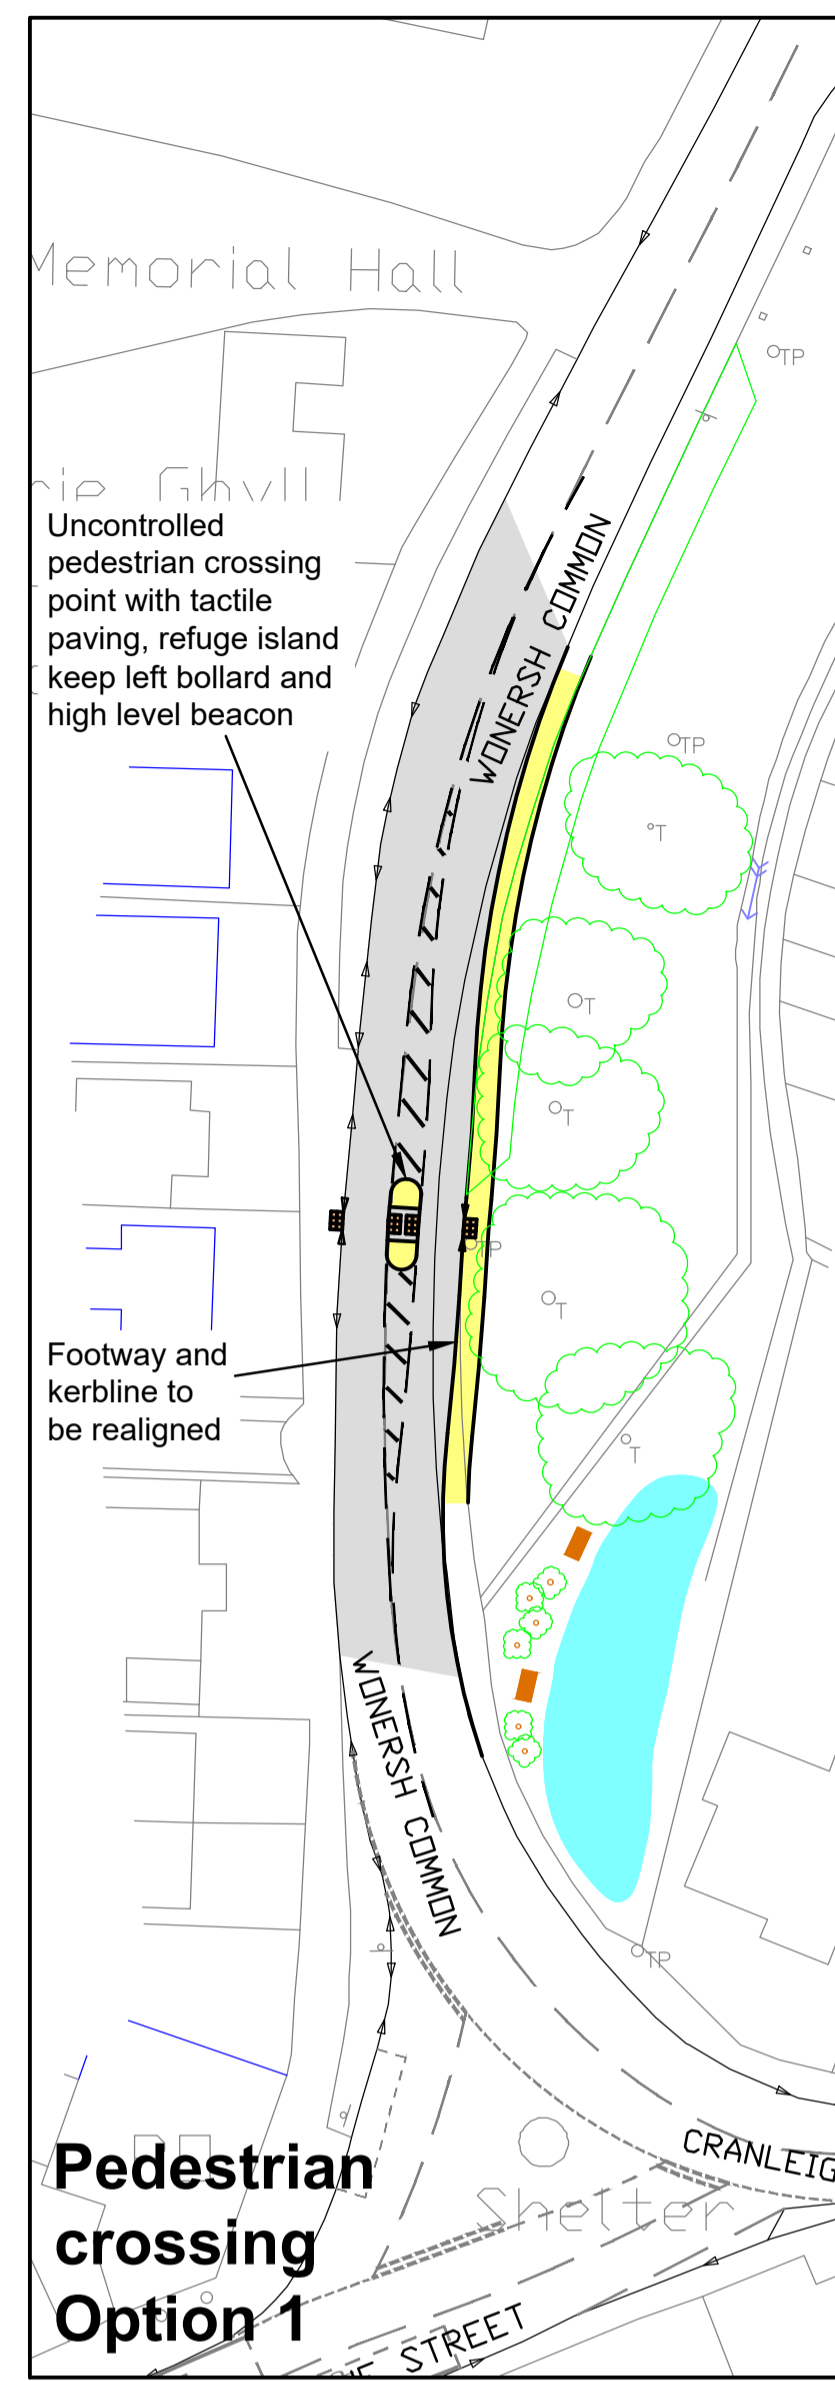 Memorial Hall
Uncontrolled
pedestrian crossing
point with tactile
paving, refuge island
keep left bollard and
high level beacon
TP
WONERSH COMMON
TP
T
T
T
TP
T
Footway and
kerbline to
be realigned
T
WONERSH COMMON
TP
CRANLEIG
Shelter
STREET
Pedestrian
crossing
Option 1